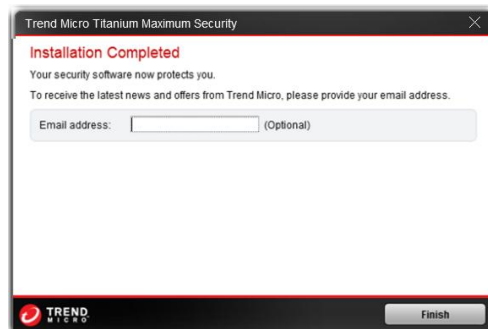 Trend Micro Titanium Maximum Security
Installation Completed
Your security software now protects you.
To receive the latest news and offers from Trend Micro, please provide your email address.
Email address: (Optional)
TREND
MICRO
Finish